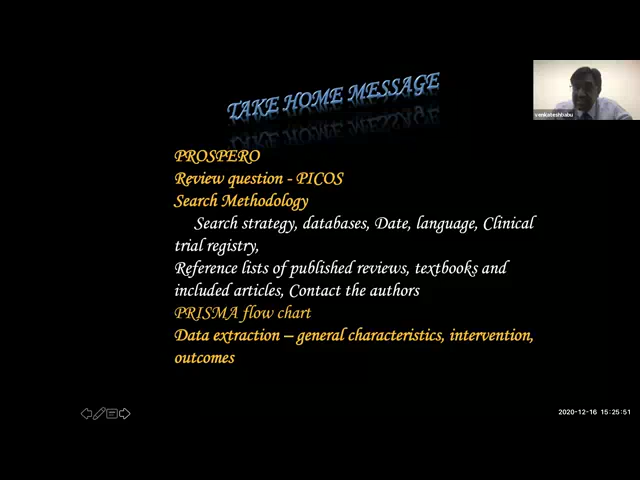 TAKE HOME MESSAGE
venkateshbabu
PROSPERO
Review question - PICOS
Search Methodology
Search strategy, databases, Date, language, Clinical
trial registry,
Reference lists of published reviews, textbooks and
included articles, Contact the authors
PRISMA flow chart
Data extraction – general characteristics, intervention,
outcomes
2020-12-16 15:25:51